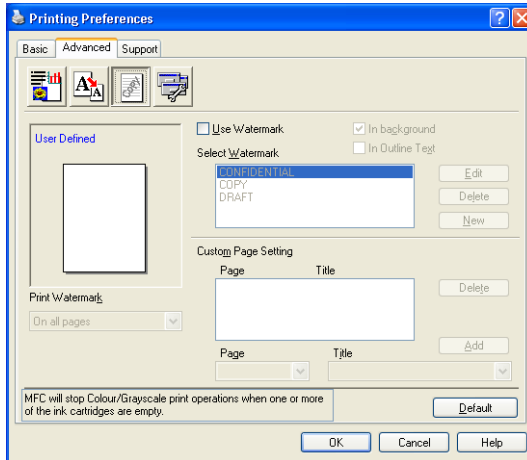 Printing Preferences
Basic Advanced Support
User Defined
Use Watermark
In background
In Outline Text
Select Watermark
CONFIDENTIAL
COPY
DRAFT
Edit
Delete
New
Custom Page Setting
Page Title
Delete
Print Watermark
On all pages
Add
Page Title
MFC will stop Colour/Grayscale print operations when one or more
of the ink cartridges are empty.
Default
OK Cancel Help